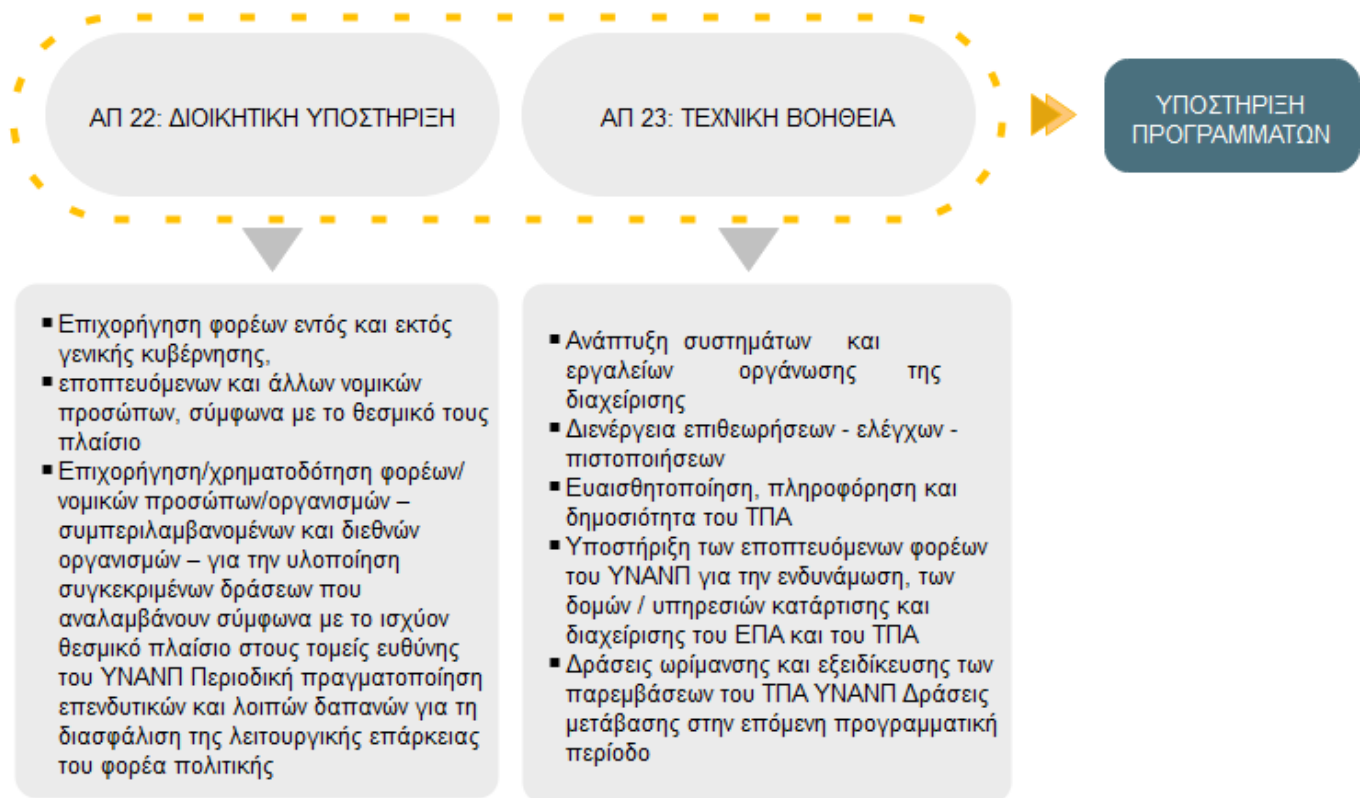 ΑΠ 22: ΔΙΟΙΚΗΤΙΚΗ ΥΠΟΣΤΗΡΙΞΗ
ΑΠ 23: ΤΕΧΝΙΚΗ ΒΟΗΘΕΙΑ
ΥΠΟΣΤΗΡΙΞΗ
ΠΡΟΓΡΑΜΜΑΤΩΝ
▪ Επιχορήγηση φορέων εντός και εκτός
γενικής κυβέρνησης,
▪ εποπτευόμενων και άλλων νομικών
προσώπων, σύμφωνα με το θεσμικό τους
πλαίσιο
▪ Επιχορήγηση/χρηματοδότηση φορέων/
νομικών προσώπων/οργανισμών –
συμπεριλαμβανομένων και διεθνών
οργανισμών – για την υλοποίηση
συγκεκριμένων δράσεων που
αναλαμβάνουν σύμφωνα με το ισχύον
θεσμικό πλαίσιο στους τομείς ευθύνης
του ΥΝΑΝΠ Περιοδική πραγματοποίηση
επενδυτικών και λοιπών δαπανών για τη
διασφάλιση της λειτουργικής επάρκειας
του φορέα πολιτικής
▪ Ανάπτυξη συστημάτων και
εργαλείων οργάνωσης της
διαχείρισης
▪ Διενέργεια επιθεωρήσεων - ελέγχων -
πιστοποιήσεων
▪ Ευαισθητοποίηση, πληροφόρηση και
δημοσιότητα του ΤΠΑ
▪ Υποστήριξη των εποπτευόμενων φορέων
του ΥΝΑΝΠ για την ενδυνάμωση, των
δομών / υπηρεσιών κατάρτισης και
διαχείρισης του ΕΠΑ και του ΤΠΑ
▪ Δράσεις ωρίμανσης και εξειδίκευσης των
παρεμβάσεων του ΤΠΑ ΥΝΑΝΠ Δράσεις
μετάβασης στην επόμενη προγραμματική
περίοδο